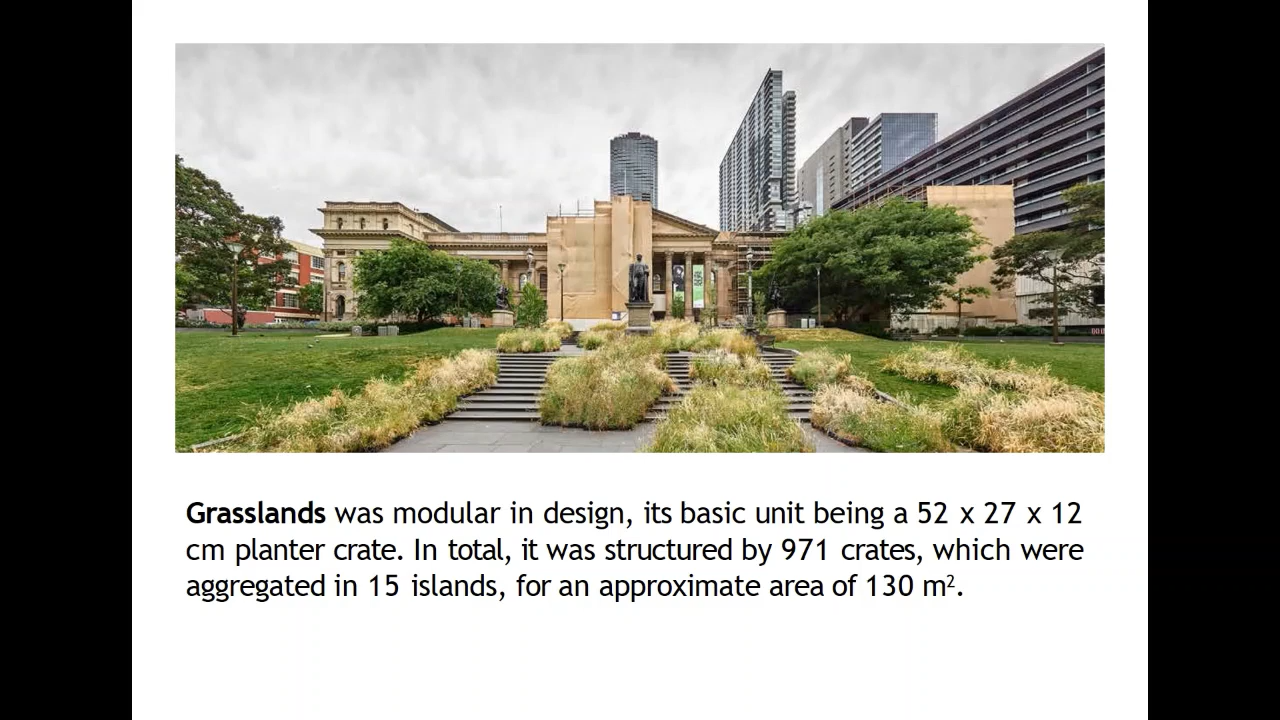 Grasslands was modular in design, its basic unit being a 52 x 27 x 12
cm planter crate. In total, it was structured by 971 crates, which were
aggregated in 15 islands, for an approximate area of 130 m².